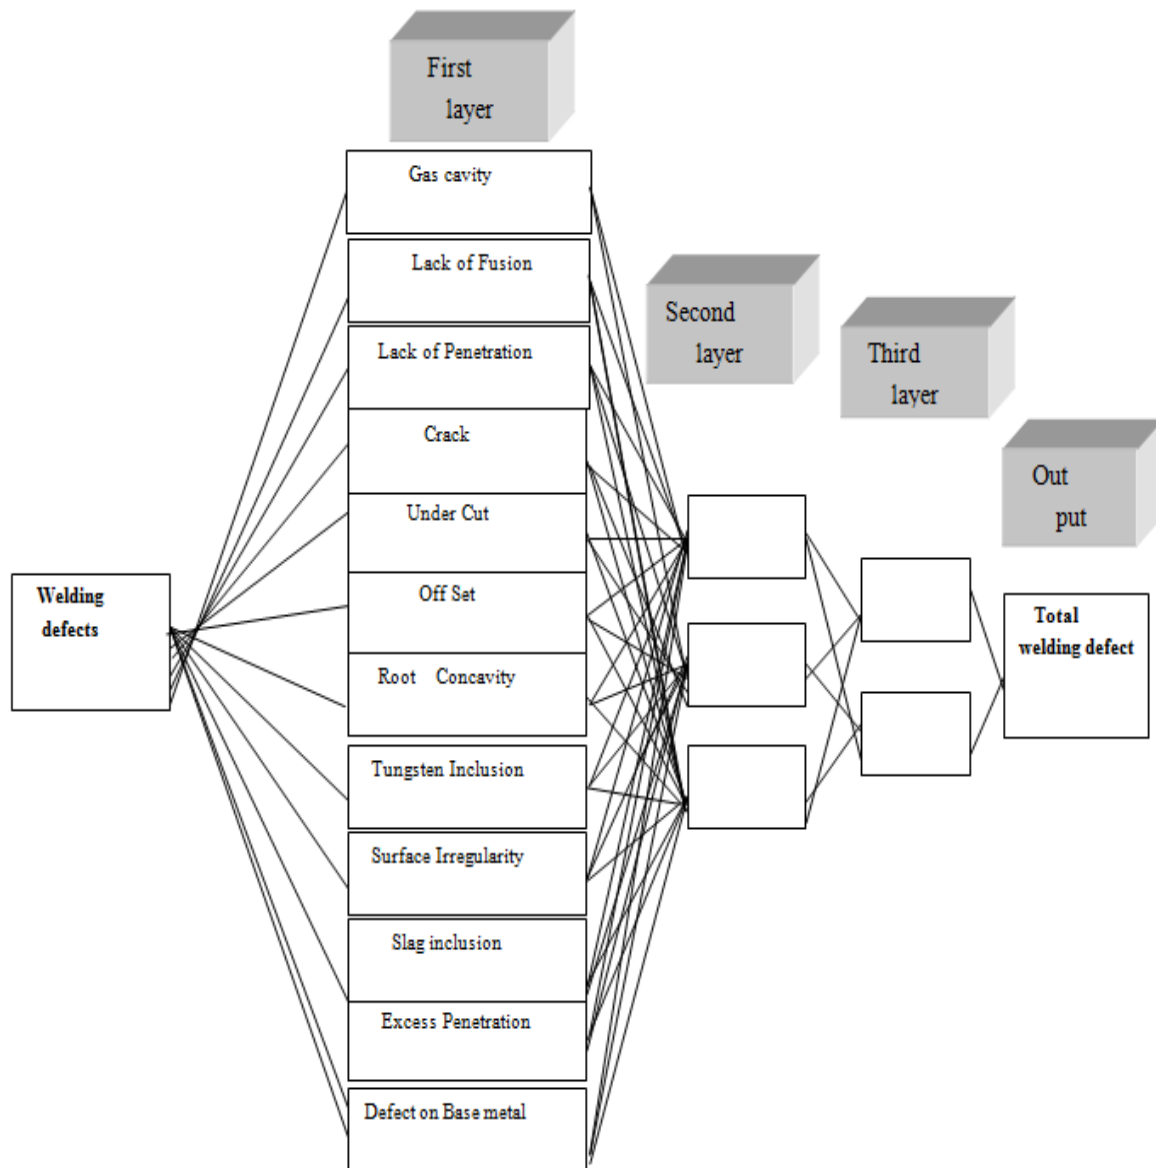 First
layer
Gas cavity
Lack of Fusion
Second
layer
Lack of Penetration
Third
layer
Crack
Out
put
Under Cut
Off Set
Welding
defects
Total
welding defect
Root Concavity
Tungsten Inclusion
Surface Irregularity
Slag inclusion
Excess Penetration
Defect on Base metal